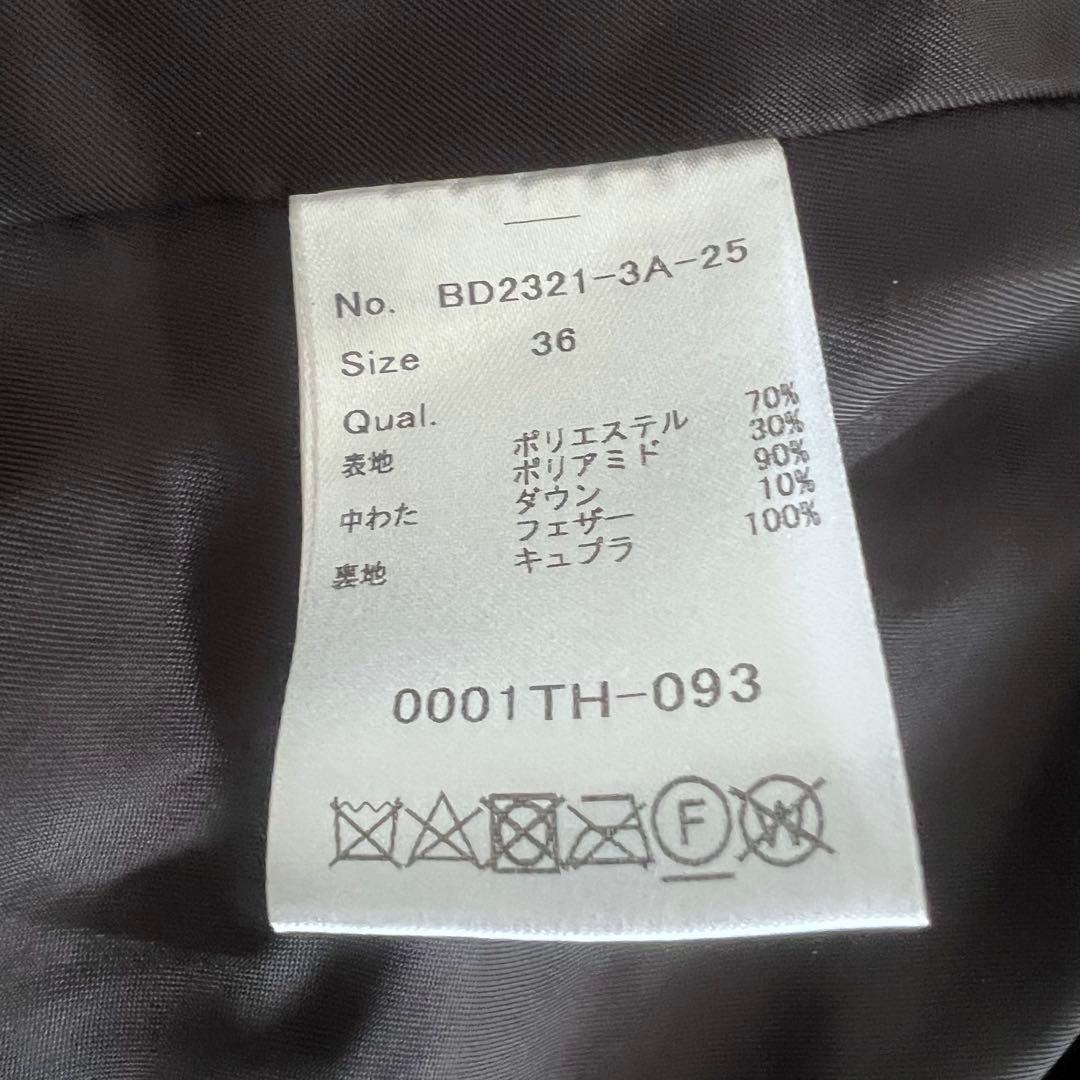 No. BD2321-3A-25
Size 36
Qual.
表地 ポリエステル 70%
ポリアミド 30%
中わた ダウン 90%
フェザー 10%
裏地 キュプラ 100%
0001TH-093
F W